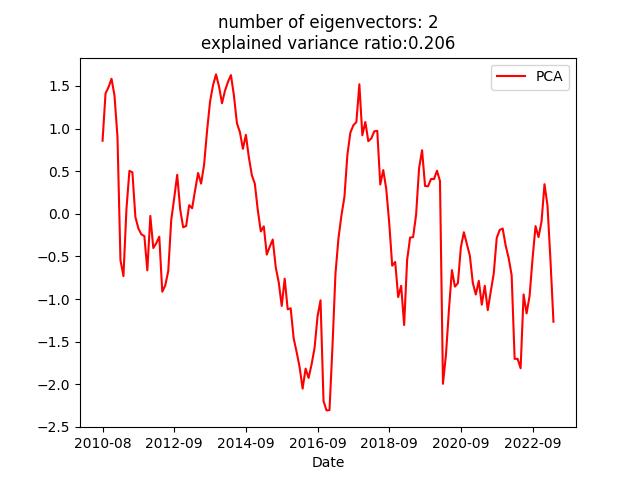 number of eigenvectors: 2
explained variance ratio:0.206
PCA
1.5
1.0
0.5
0.0
−0.5
−1.0
−1.5
−2.0
−2.5
2010-08 2012-09 2014-09 2016-09 2018-09 2020-09 2022-09
Date